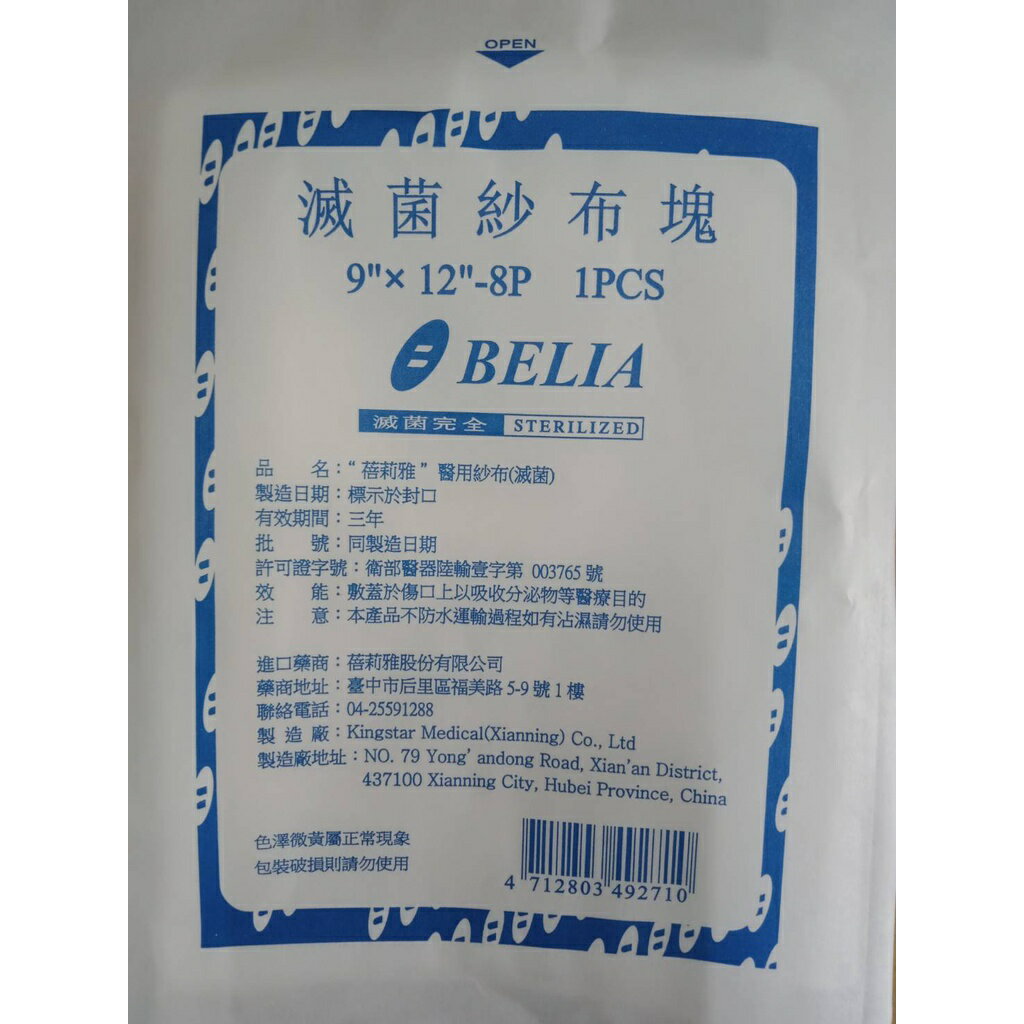 OPEN
滅菌紗布塊
9"× 12"-8P 1PCS
BELIA
滅菌完全 STERILIZED
品 名：“蓓莉雅”醫用紗布(滅菌)
製造日期：標示於封口
有效期間：三年
批 號：同製造日期
許可證字號：衛部醫器陸輸壹字第 003765 號
效 能：敷蓋於傷口上以吸收分泌物等醫療目的
注 意：本產品不防水運輸過程如有沾濕請勿使用
進口藥商：蓓莉雅股份有限公司
藥商地址：臺中市后里區福美路 5-9 號 1 樓
聯絡電話：04-25591288
製 造 廠：Kingstar Medical(Xianning) Co., Ltd
製造廠地址：NO. 79 Yong' andong Road, Xian'an District,
437100 Xianning City, Hubei Province, China
色澤微黃屬正常現象
包裝破損則請勿使用
4 712803 492710